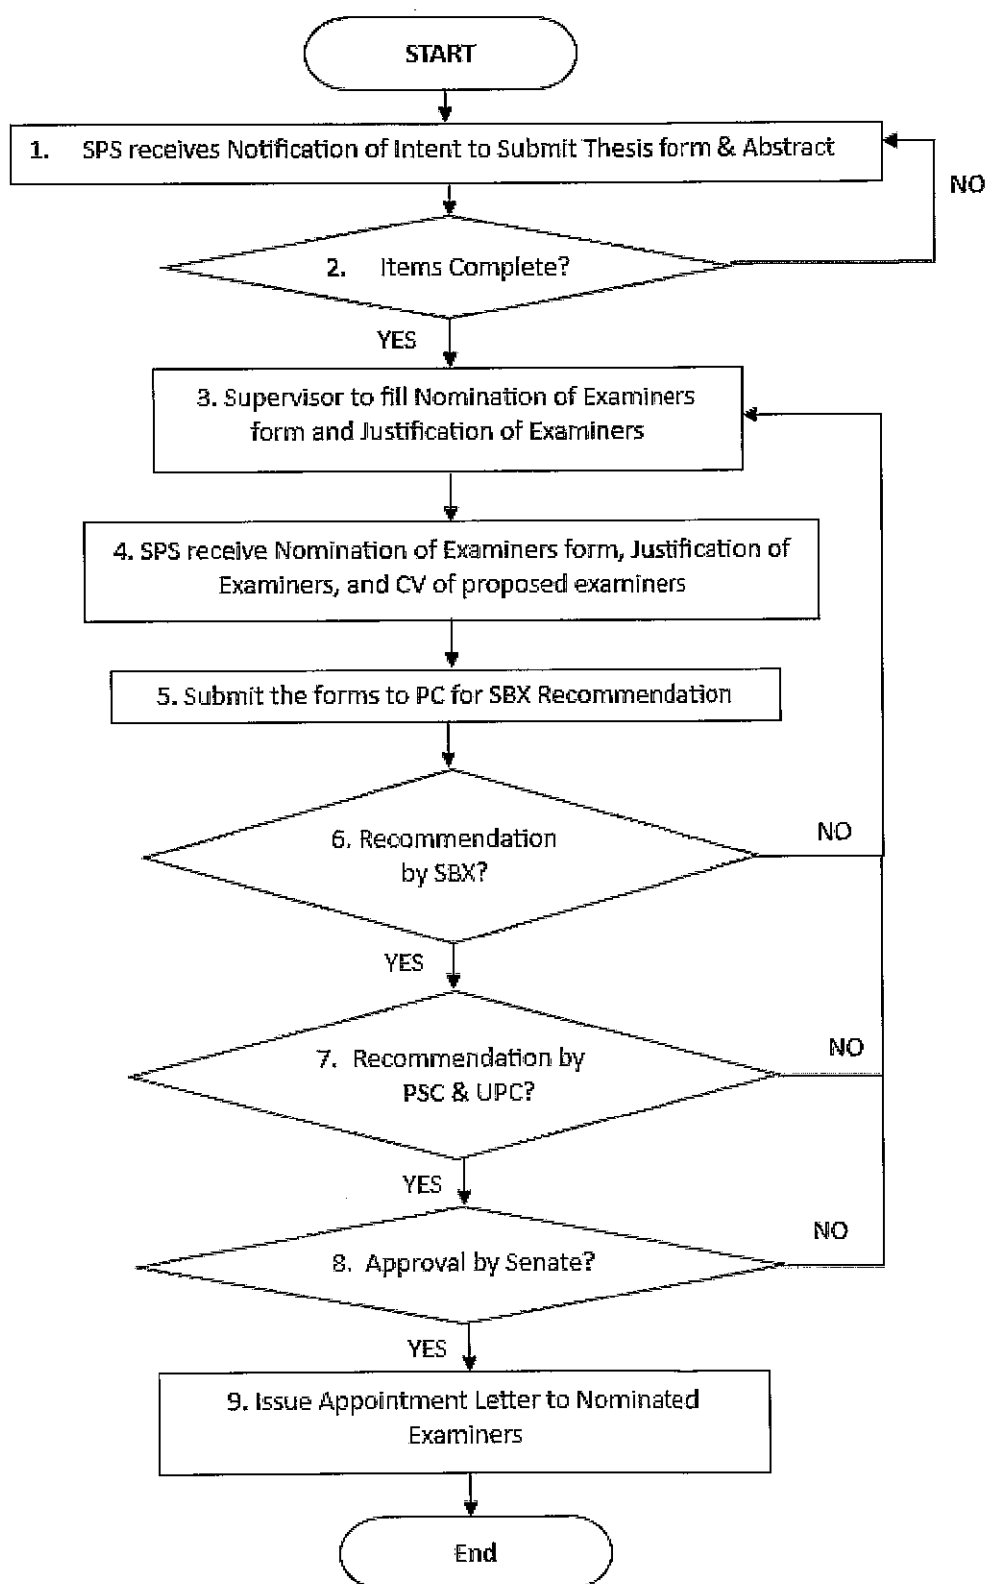 START
1. SPS receives Notification of Intent to Submit Thesis form & Abstract
NO
2. Items Complete?
YES
3. Supervisor to fill Nomination of Examiners
form and Justification of Examiners
4. SPS receive Nomination of Examiners form, Justification of
Examiners, and CV of proposed examiners
5. Submit the forms to PC for SBX Recommendation
6. Recommendation
by SBX?
NO
YES
7. Recommendation by
PSC & UPC?
NO
YES
8. Approval by Senate?
NO
YES
9. Issue Appointment Letter to Nominated
Examiners
End